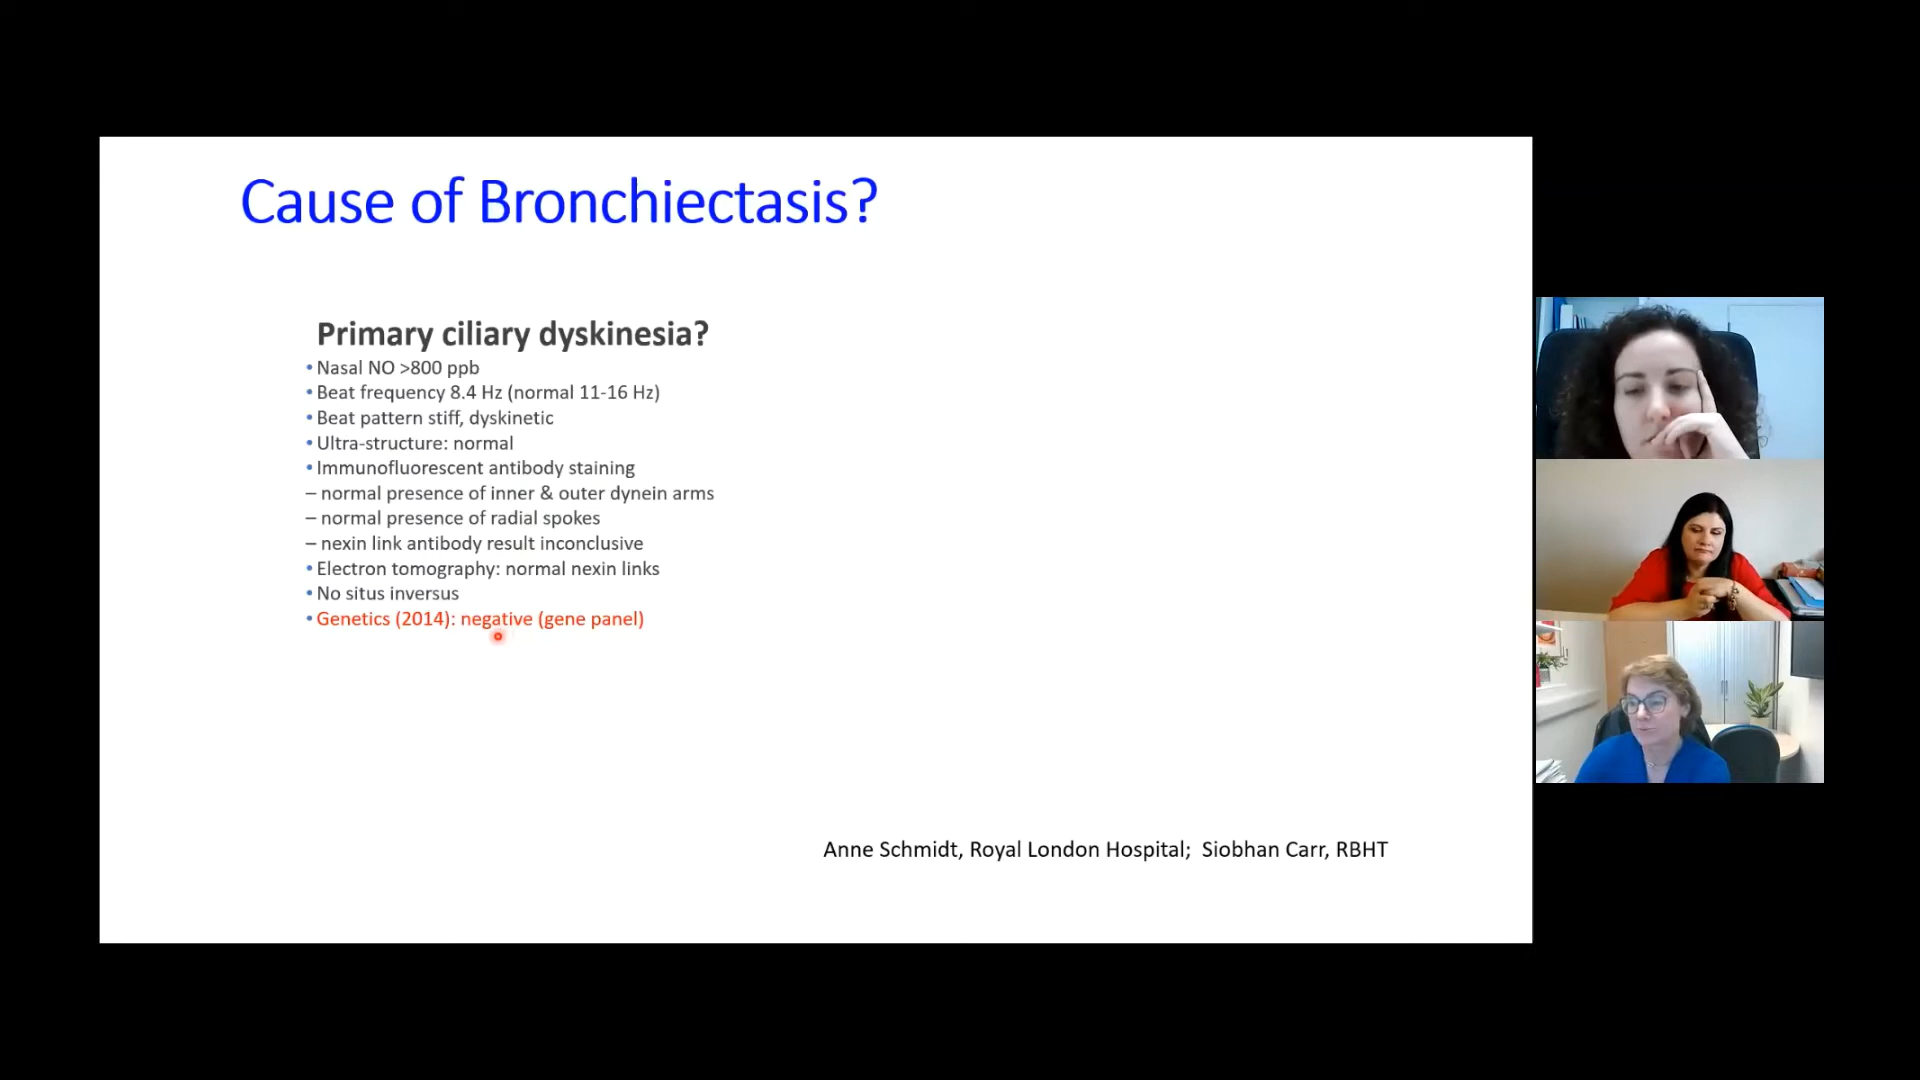 Cause of Bronchiectasis?
Primary ciliary dyskinesia?
• Nasal NO >800 ppb
• Beat frequency 8.4 Hz (normal 11-16 Hz)
• Beat pattern stiff, dyskinetic
• Ultra-structure: normal
• Immunofluorescent antibody staining
– normal presence of inner & outer dynein arms
– normal presence of radial spokes
– nexin link antibody result inconclusive
• Electron tomography: normal nexin links
• No situs inversus
• Genetics (2014): negative (gene panel)
Anne Schmidt, Royal London Hospital; Siobhan Carr, RBHT